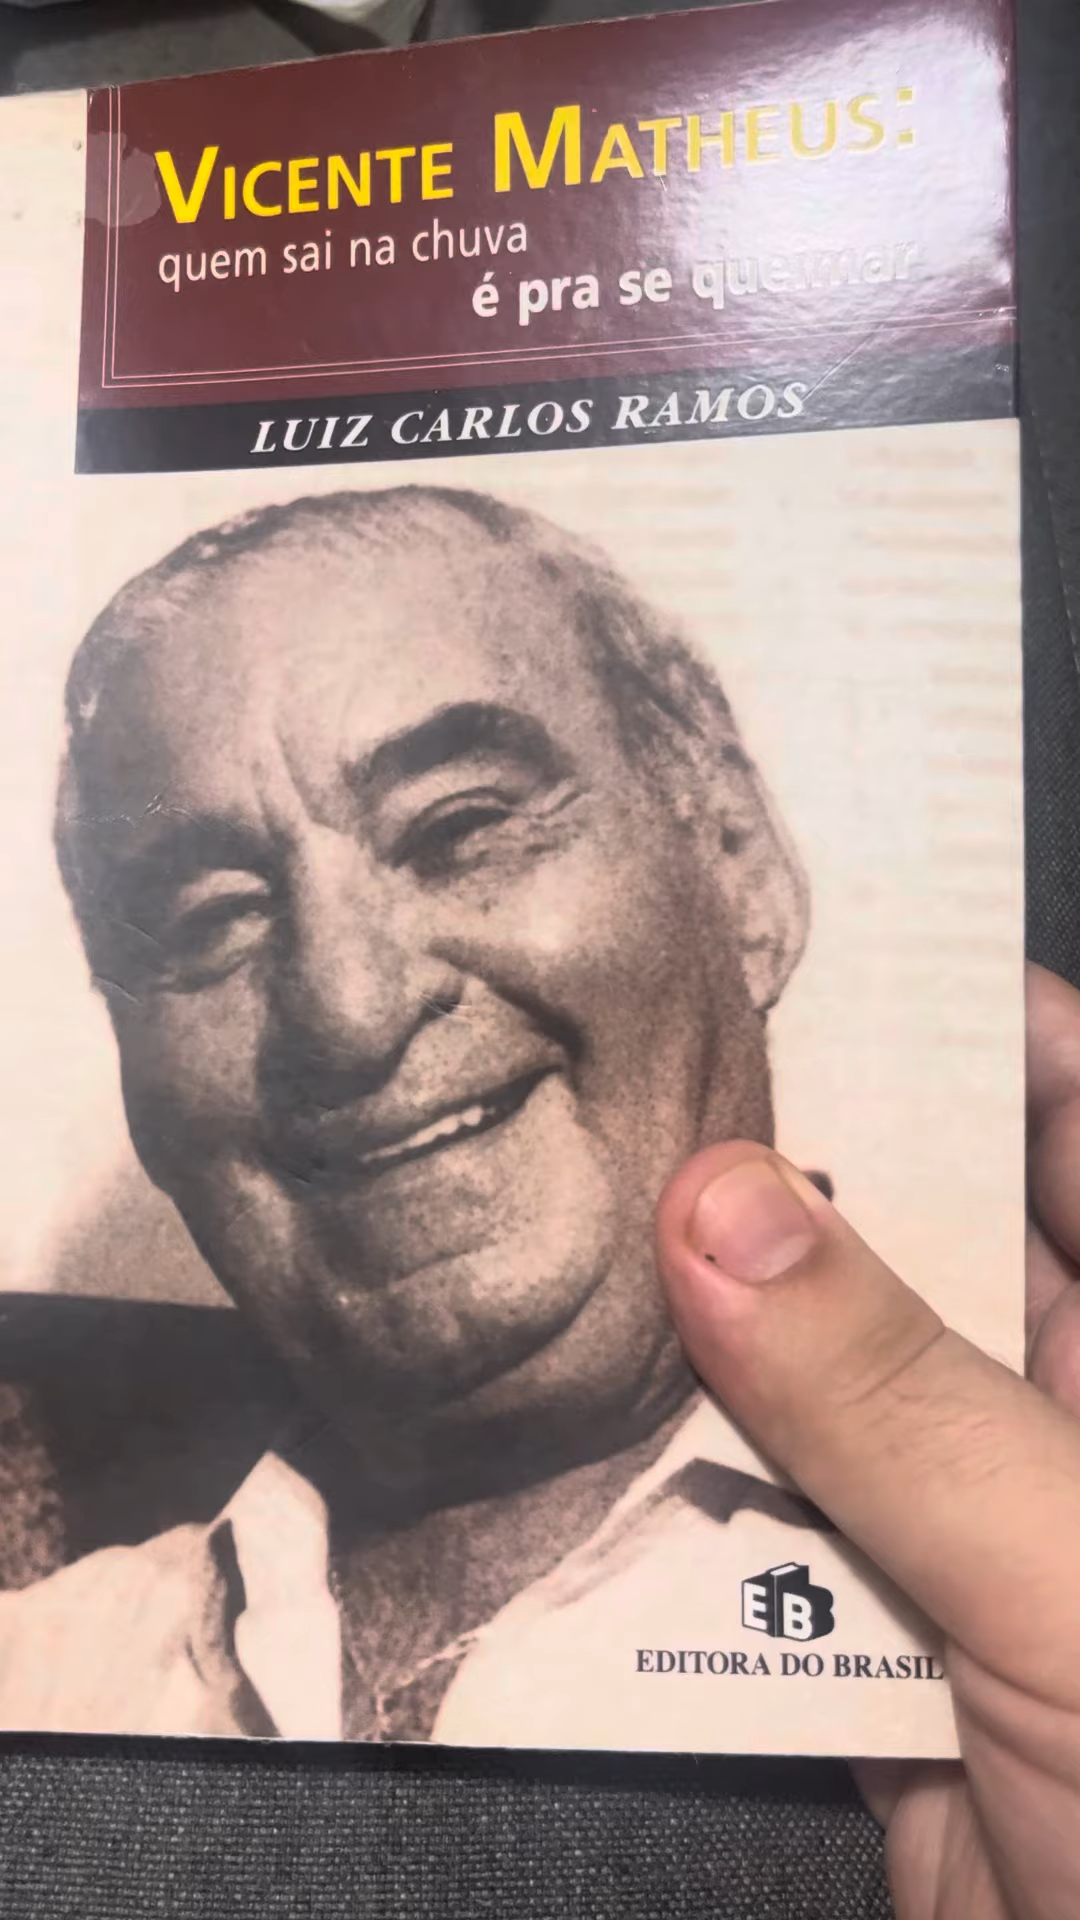 VICENTE MATHEUS:
quem sai na chuva
é pra se queimar
LUIZ CARLOS RAMOS
EB
EDITORA DO BRASIL